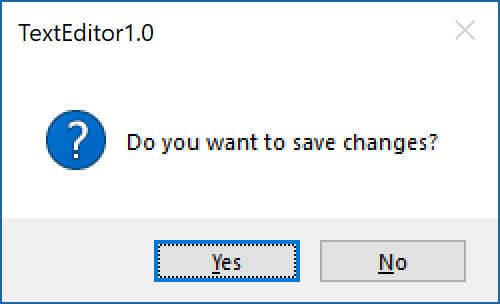 TextEditor1.0
Do you want to save changes?
Yes
No